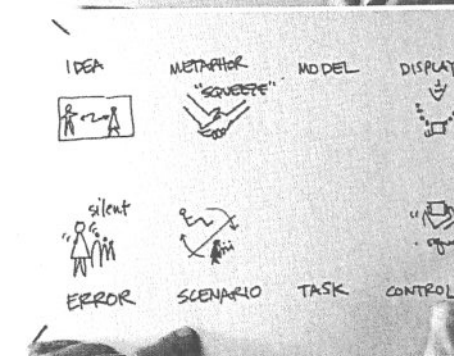 IDEA METAPHOR MODEL DISPLAY
"SQUEEZE"
silent
ERROR SCENARIO TASK CONTROL